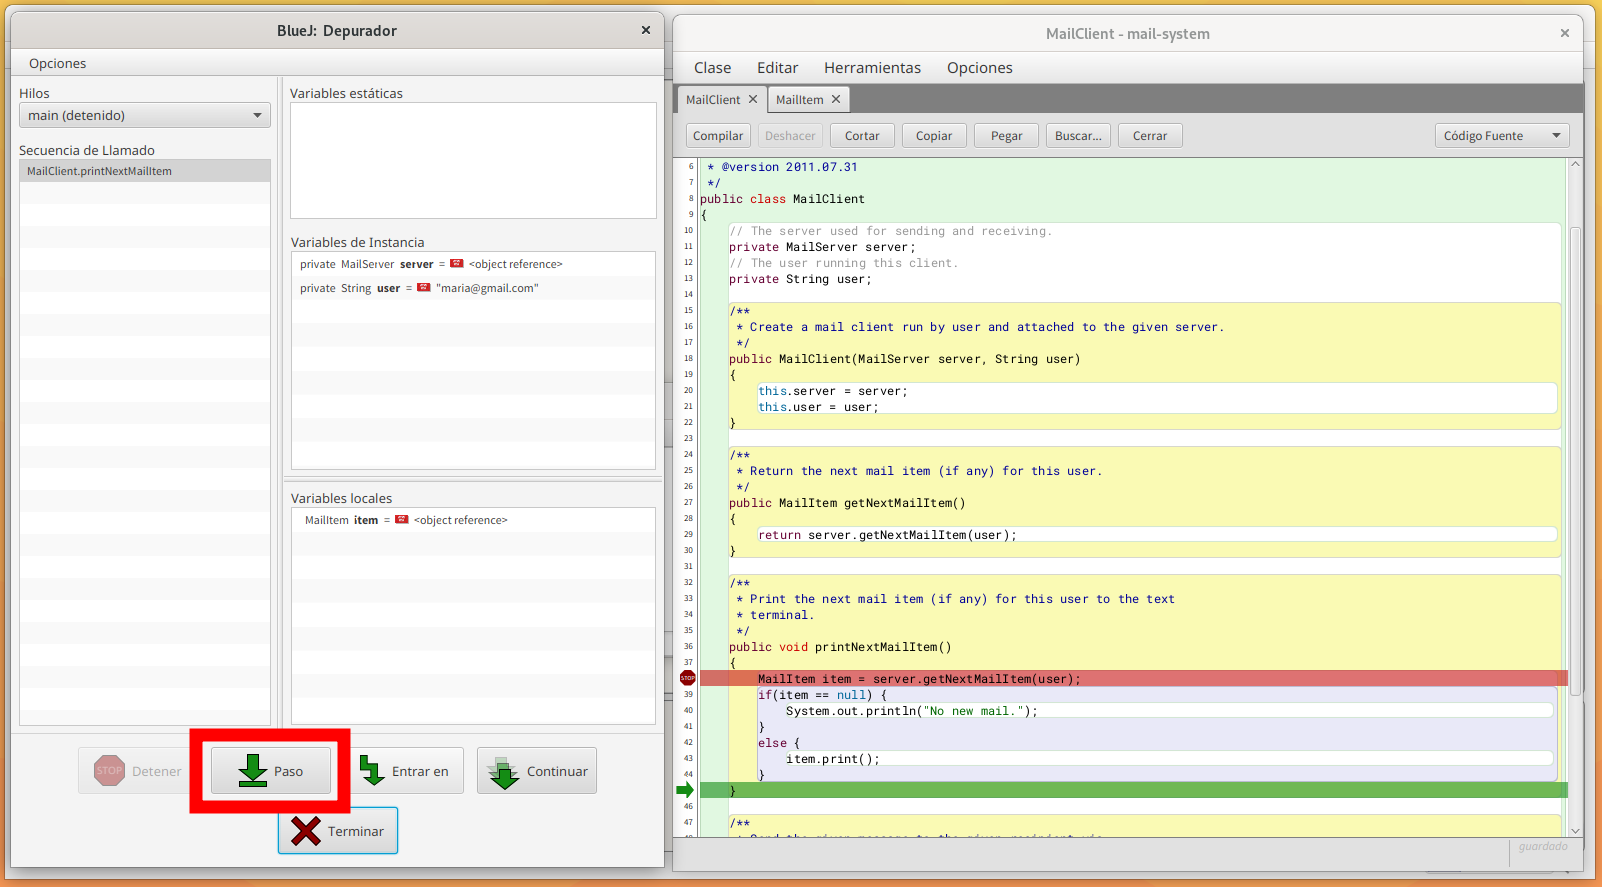 BlueJ: Depurador
Opciones
Hilos
main (detenido)
Secuencia de Llamado
MailClient.printNextMailItem
Variables estáticas
Variables de Instancia
private MailServer server = <object reference>
private String user = "maria@gmail.com"
Variables locales
MailItem item = <object reference>
STOP Detener
Paso
Entrar en
Continuar
Terminar
MailClient - mail-system
Clase Editar Herramientas Opciones
MailClient MailItem
Compilar Deshacer Cortar Copiar Pegar Buscar... Cerrar Código Fuente
6 * @version 2011.07.31
7 */
8 public class MailClient
9 {
10 // The server used for sending and receiving.
11 private MailServer server;
12 // The user running this client.
13 private String user;
14
15 /**
16 * Create a mail client run by user and attached to the given server.
17 */
18 public MailClient(MailServer server, String user)
19 {
20 this.server = server;
21 this.user = user;
22 }
23
24 /**
25 * Return the next mail item (if any) for this user.
26 */
27 public MailItem getNextMailItem()
28 {
29 return server.getNextMailItem(user);
30 }
31
32 /**
33 * Print the next mail item (if any) for this user to the text
34 * terminal.
35 */
36 public void printNextMailItem()
37 {
STOP MailItem item = server.getNextMailItem(user);
39 if(item == null) {
40 System.out.println("No new mail.");
41 }
42 else {
43 item.print();
44 }
}
46
47 /**
guardado